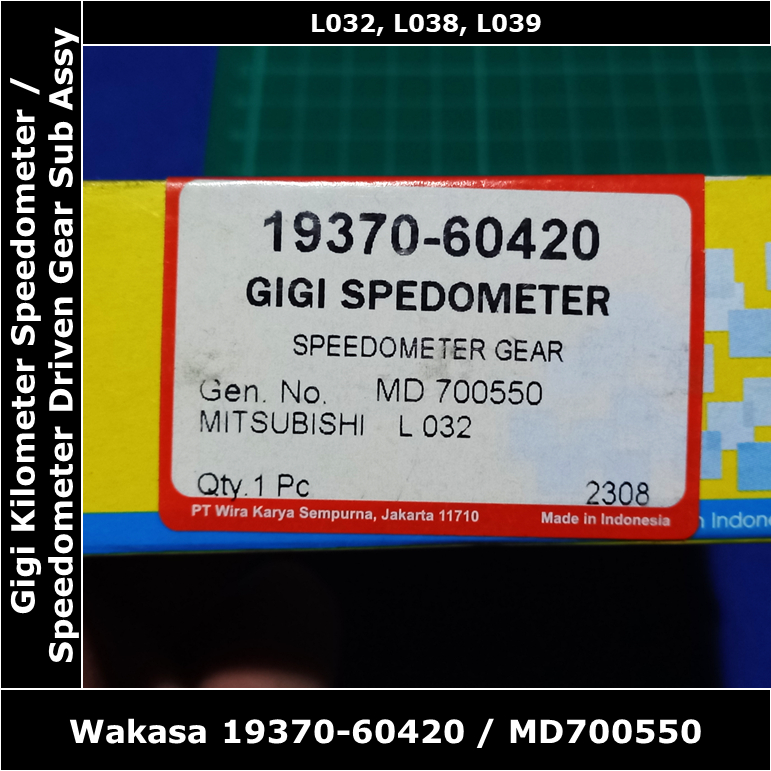 L032, L038, L039
Gigi Kilometer Speedometer /
Speedometer Driven Gear Sub Assy
19370-60420
GIGI SPEDOMETER
SPEEDOMETER GEAR
Gen. No. MD 700550
MITSUBISHI L 032
Qty.1 Pc 2308
PT Wira Karya Sempurna, Jakarta 11710 Made in Indonesia
Wakasa 19370-60420 / MD700550